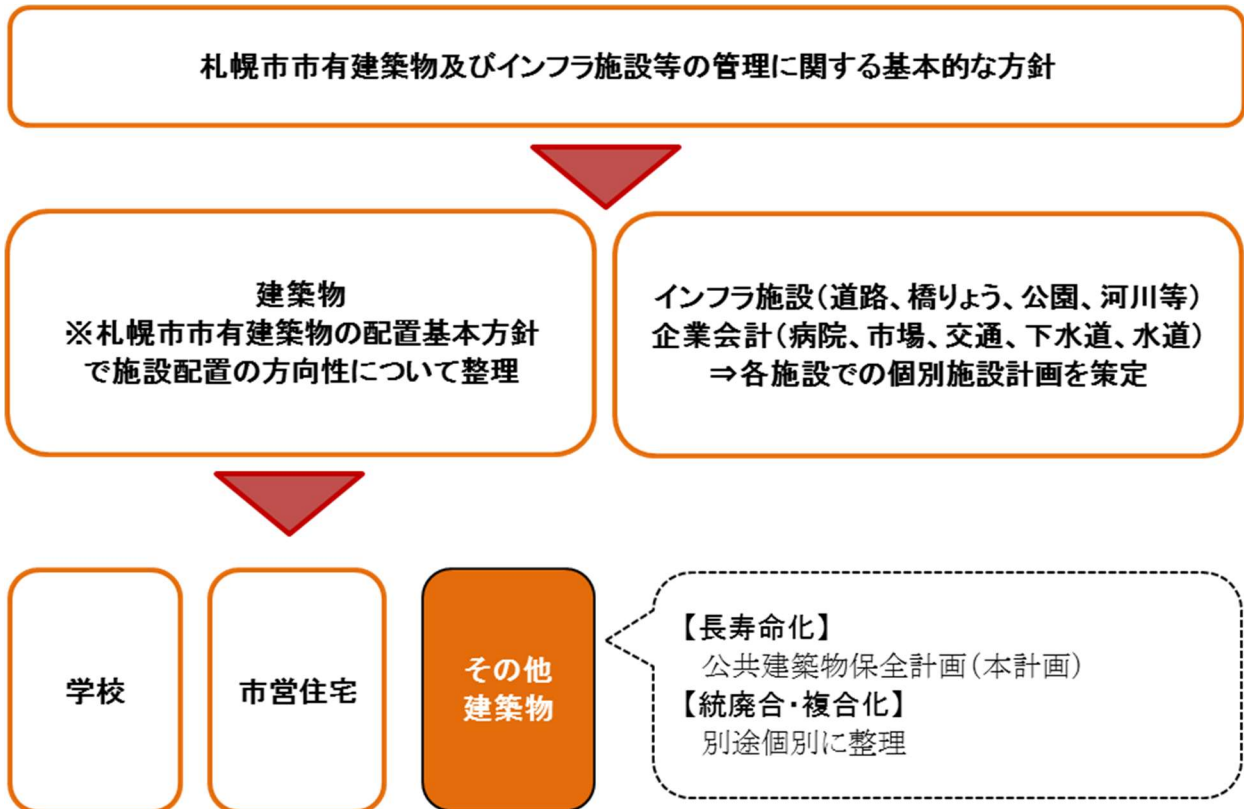 札幌市市有建築物及びインフラ施設等の管理に関する基本的な方針
建築物
※札幌市市有建築物の配置基本方針
で施設配置の方向性について整理
インフラ施設（道路、橋りょう、公園、河川等）
企業会計（病院、市場、交通、下水道、水道）
⇒各施設での個別施設計画を策定
学校
市営住宅
その他
建築物
【長寿命化】
公共建築物保全計画（本計画）
【統廃合・複合化】
別途個別に整理